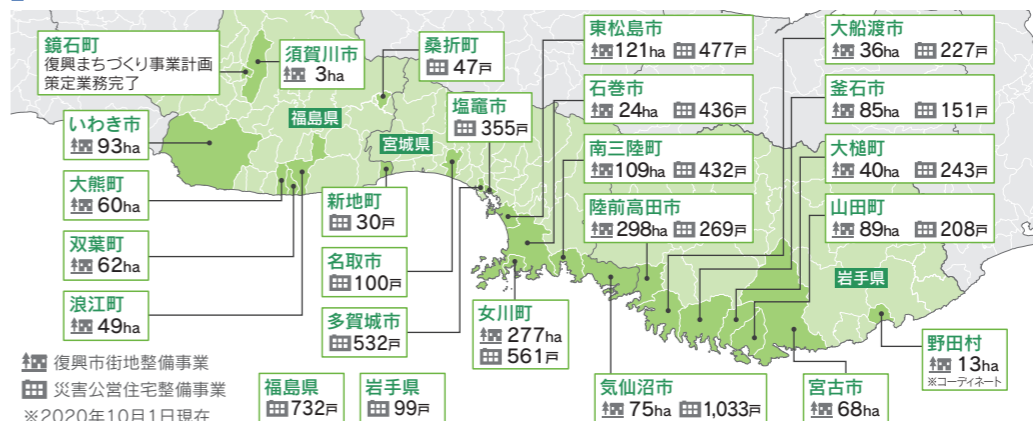 鏡石町
復興まちづくり事業計画
策定業務完了
須賀川市
3ha
桑折町
47戸
塩竈市
355戸
東松島市
121ha 477戸
石巻市
24ha 436戸
南三陸町
109ha 432戸
陸前高田市
298ha 269戸
大船渡市
36ha 227戸
釜石市
85ha 151戸
大槌町
40ha 243戸
山田町
89ha 208戸
福島県
宮城県
岩手県
いわき市
93ha
大熊町
60ha
双葉町
62ha
浪江町
49ha
新地町
30戸
名取市
100戸
多賀城市
532戸
女川町
277ha
561戸
気仙沼市
75ha 1,033戸
宮古市
68ha
野田村
13ha
※コーディネート
復興市街地整備事業
災害公営住宅整備事業
※2020年10月1日現在
福島県
732戸
岩手県
99戸